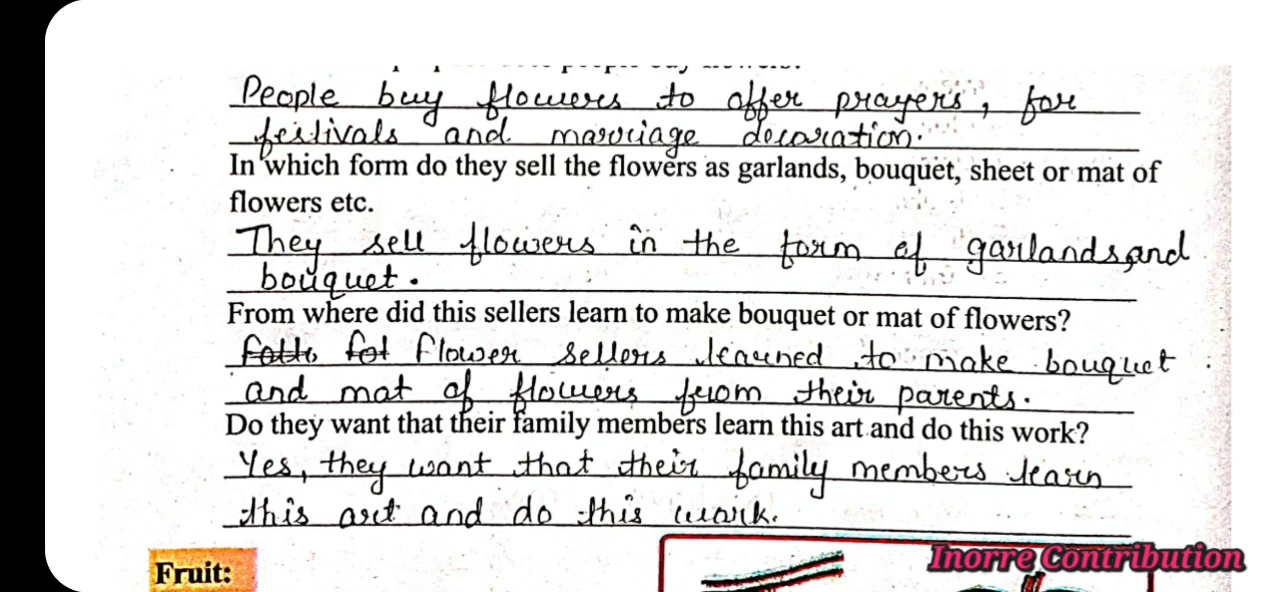 People buy flowers to offer prayers, for
festivals and marriage decoration.
In which form do they sell the flowers as garlands, bouquet, sheet or mat of
flowers etc.
They sell flowers in the form of garlands and
bouquet.
From where did this sellers learn to make bouquet or mat of flowers?
Flower sellers learned to make bouquet
and mat of flowers from their parents.
Do they want that their family members learn this art and do this work?
Yes, they want that their family members learn
this art and do this work.
Fruit:
Inorre Contribution